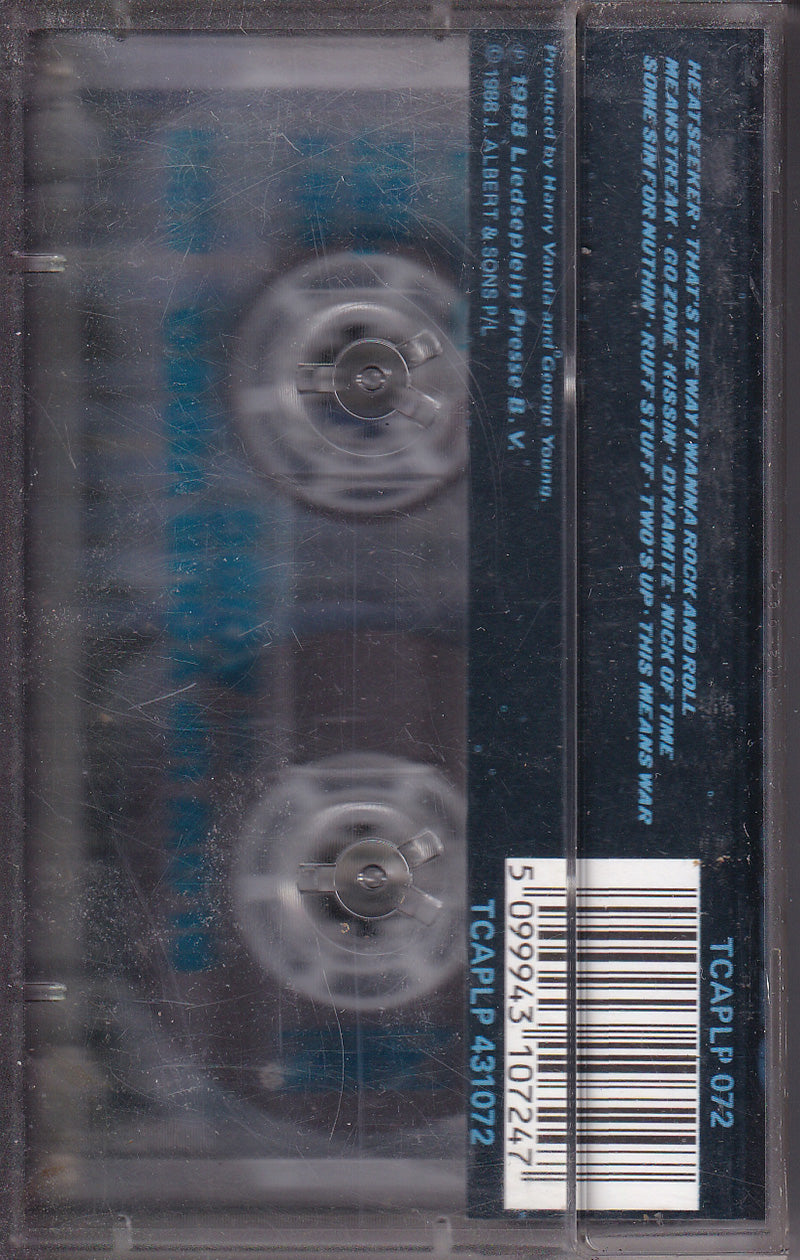 HEATSEEKER · THAT'S THE WAY I WANNA ROCK AND ROLL
MEANSTREAK · GO ZONE · KISSIN' DYNAMITE · NICK OF TIME
SOME SIN FOR NUTHIN' · RUFF STUFF · TWO'S UP · THIS MEANS WAR
Produced by Harry Vanda and George Young.
℗ 1988 Leidseplein Presse B.V.
© 1988 J. ALBERT & SONS P/L
TCAPLP 072
5 099943 107247
TCAPLP 431072